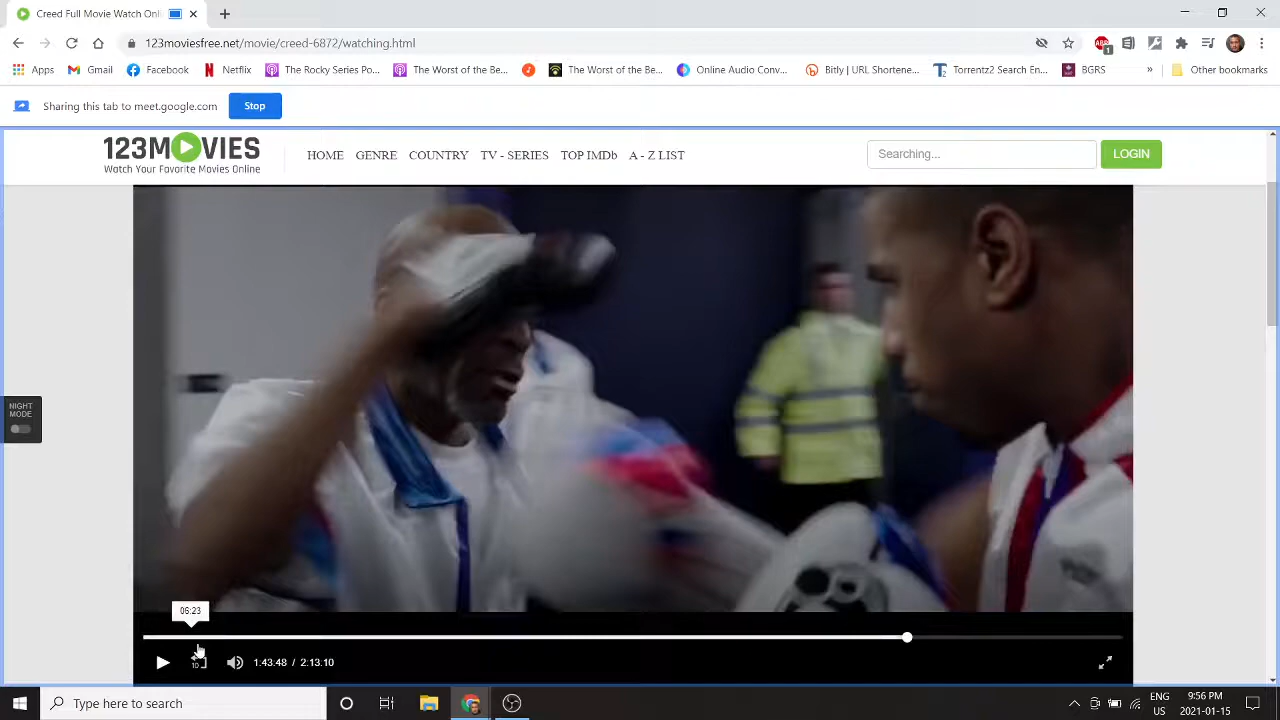 Creed Full Movie Watch Onli
123moviesfree.net/movie/creed-6872/watching.html
1
Apps Gmail Facebook Netflix The Rocky Series P... The Worst of the Be... The Worst of the Be... Online Audio Conv... y | URL Shortene... Torrentz2 Search En... BGRS » Other bookmarks
Sharing this tab to meet.google.com Stop
123MOVIES
Watch Your Favorite Movies Online
HOME GENRE COUNTRY TV - SERIES TOP IMDb A - Z LIST Searching... LOGIN
NIGHT
MODE
06:23
10 1.43.48 / 2:13.10
Type here to search
ENG
US
9:56 PM
2021-01-15